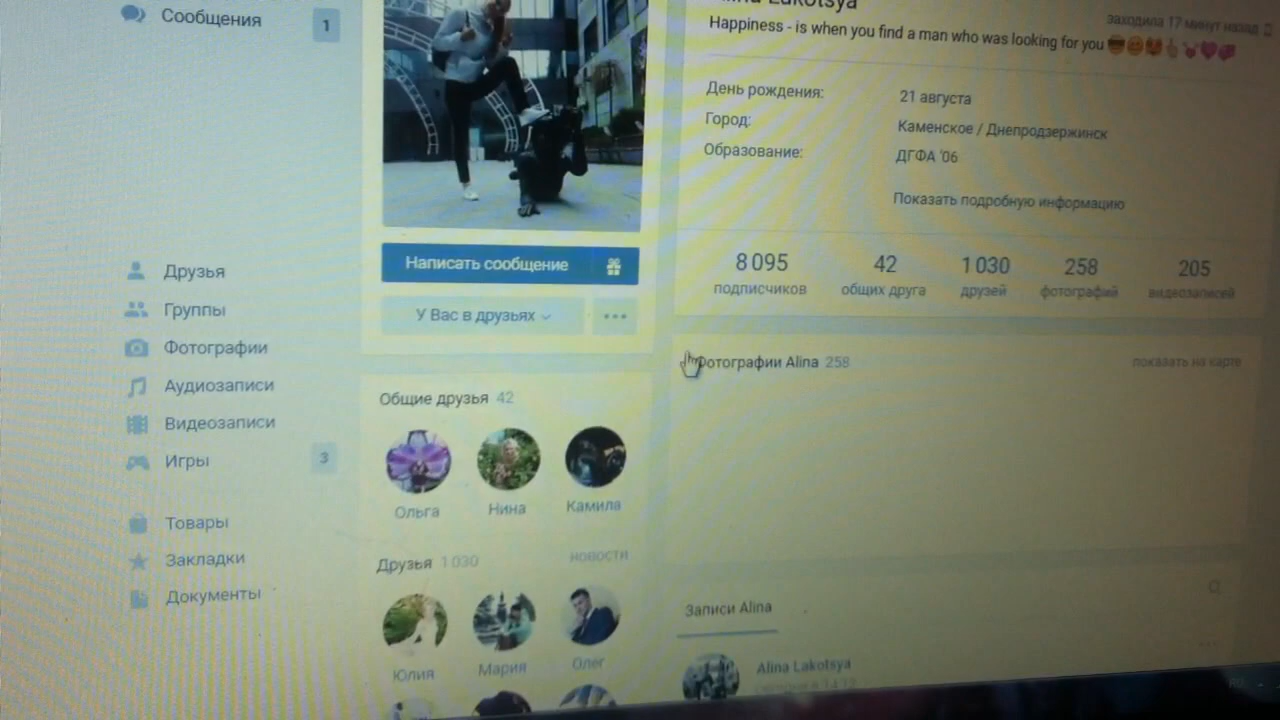 Сообщения
1
Друзья
Группы
Фотографии
Аудиозаписи
Видеозаписи
Игры
3
Товары
Закладки
Документы
Написать сообщение
У Вас в друзьях
Общие друзья 42
Ольга Нина Камила
Друзья 1 030 новости
Юлия Мария Олег
заходила 17 минут назад
Happiness - is when you find a man who was looking for you
День рождения: 21 августа
Город: Каменское / Днепродзержинск
Образование: ДГФА '06
Показать подробную информацию
8 095 42 1 030 258 205
подписчиков общих друга друзей фотографий видеозаписей
Фотографии Alina 258 показать на карте
Записи Alina
Alina Lakotsya